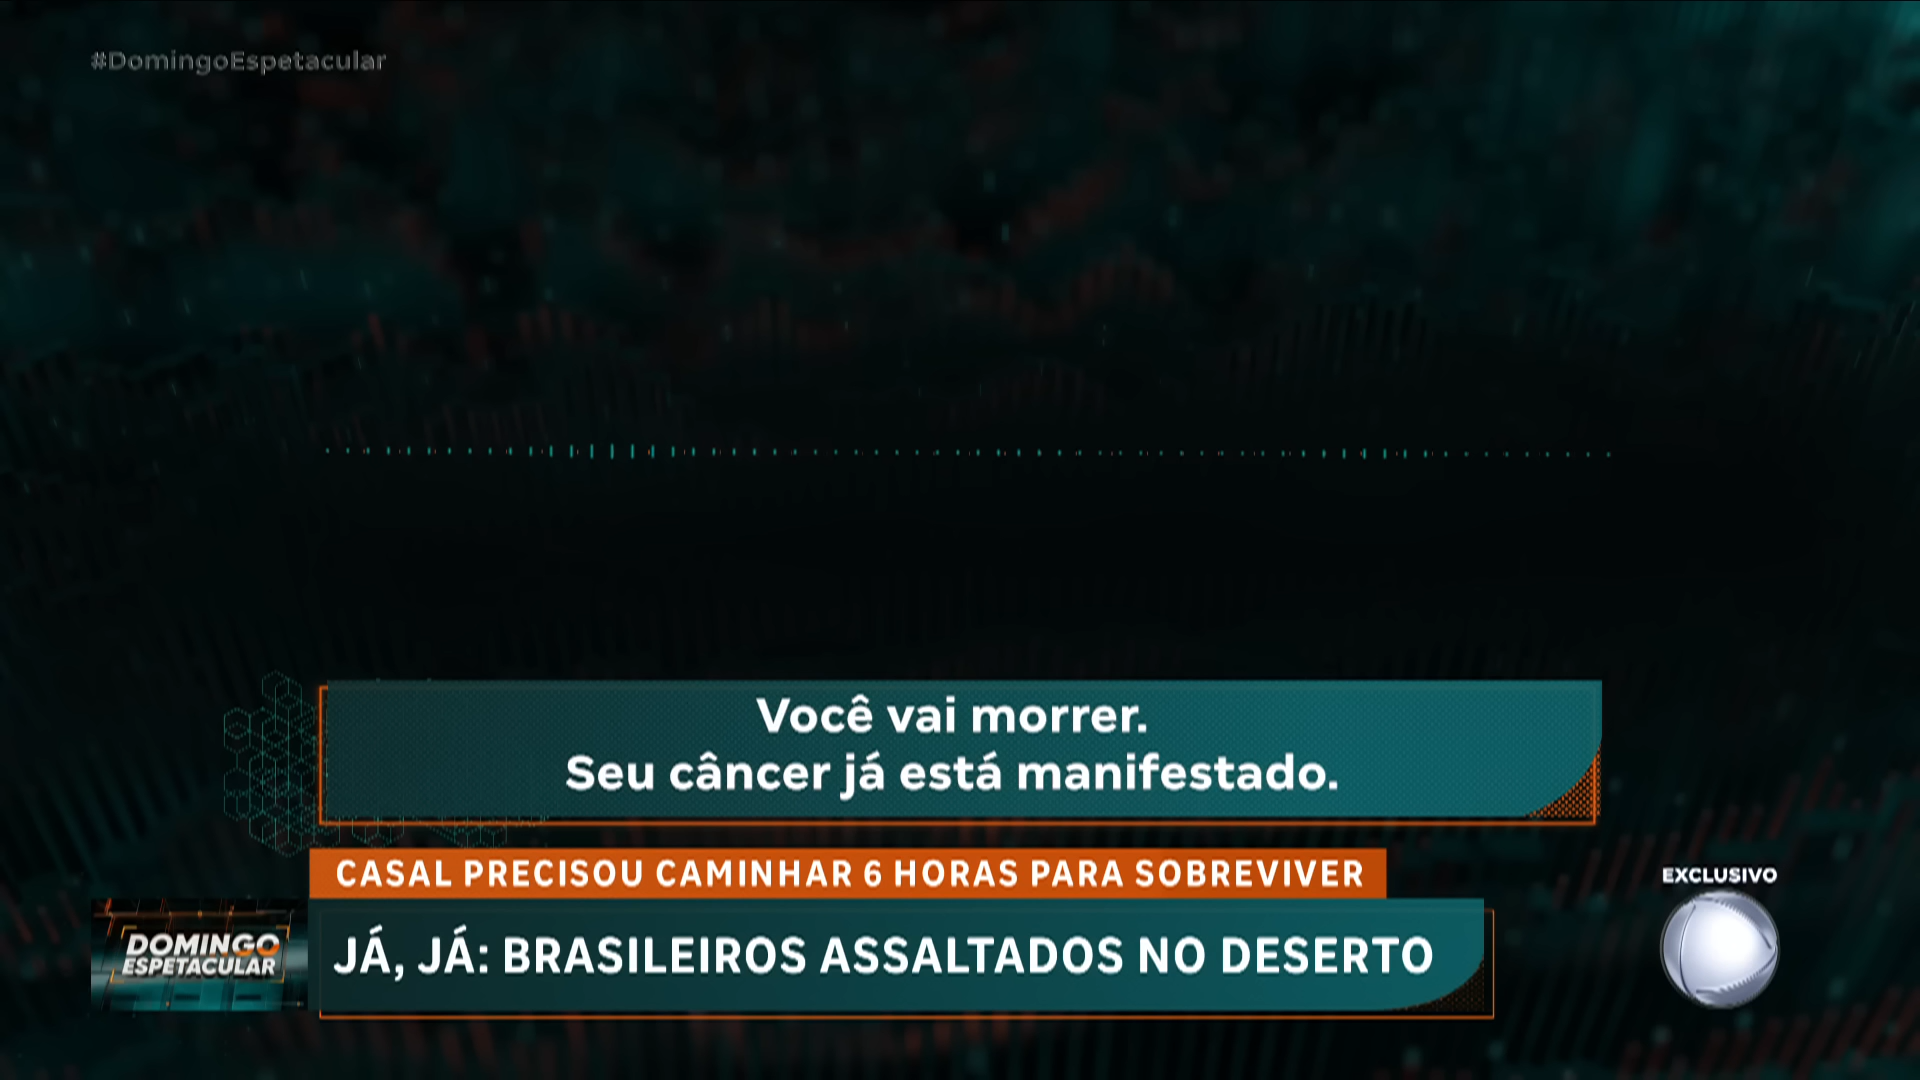 #DomingoEspetacular
Você vai morrer.
Seu câncer já está manifestado.
CASAL PRECISOU CAMINHAR 6 HORAS PARA SOBREVIVER
EXCLUSIVO
DOMINGO
ESPETACULAR
JÁ, JÁ: BRASILEIROS ASSALTADOS NO DESERTO